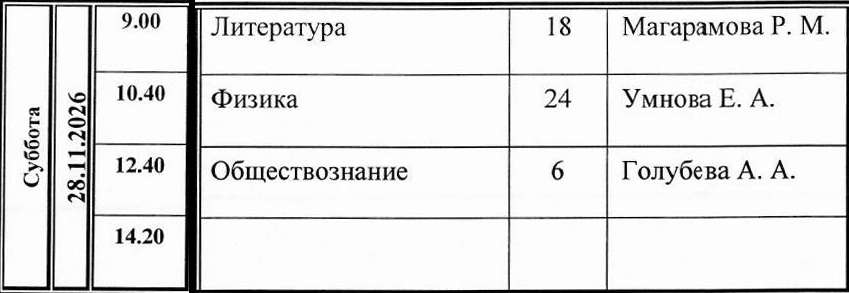 Суббота
28.11.2026
9.00 Литература 18 Магарамова Р. М.
10.40 Физика 24 Умнова Е. А.
12.40 Обществознание 6 Голубева А. А.
14.20